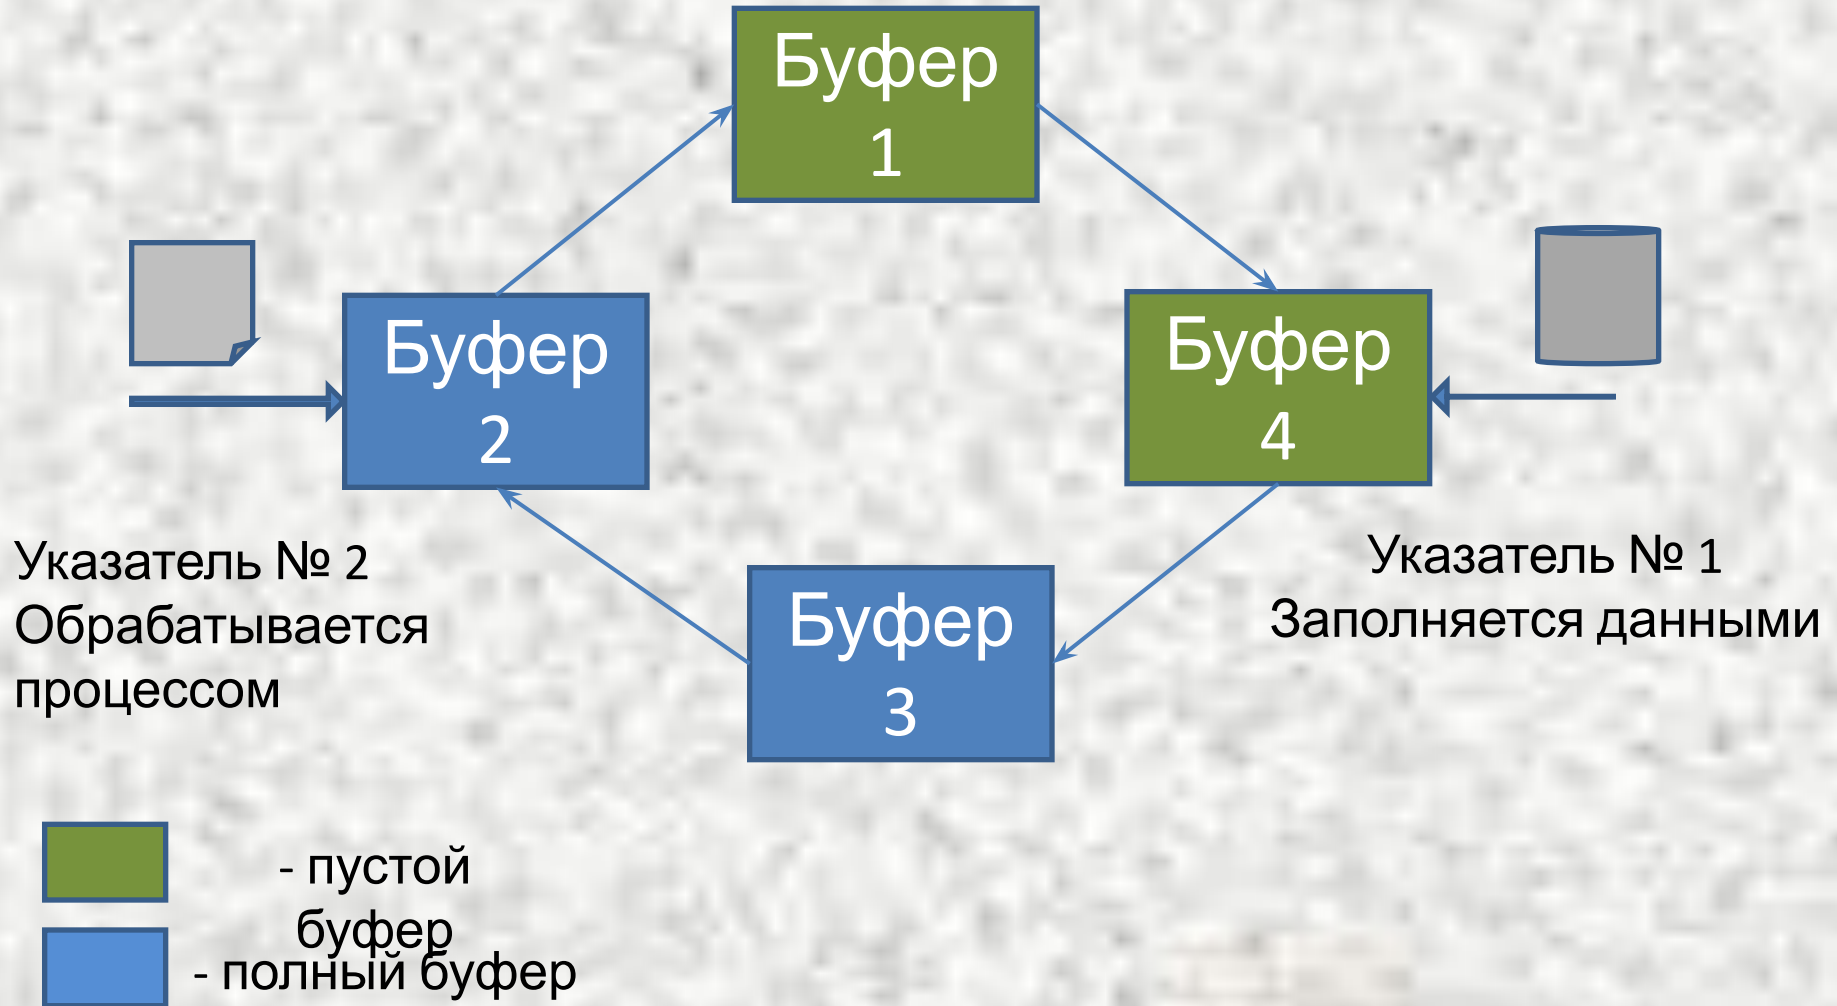 Буфер
1
Буфер
2
Буфер
4
Указатель № 2
Обрабатывается
процессом
Буфер
3
Указатель № 1
Заполняется данными
- пустой
буфер
- полный буфер